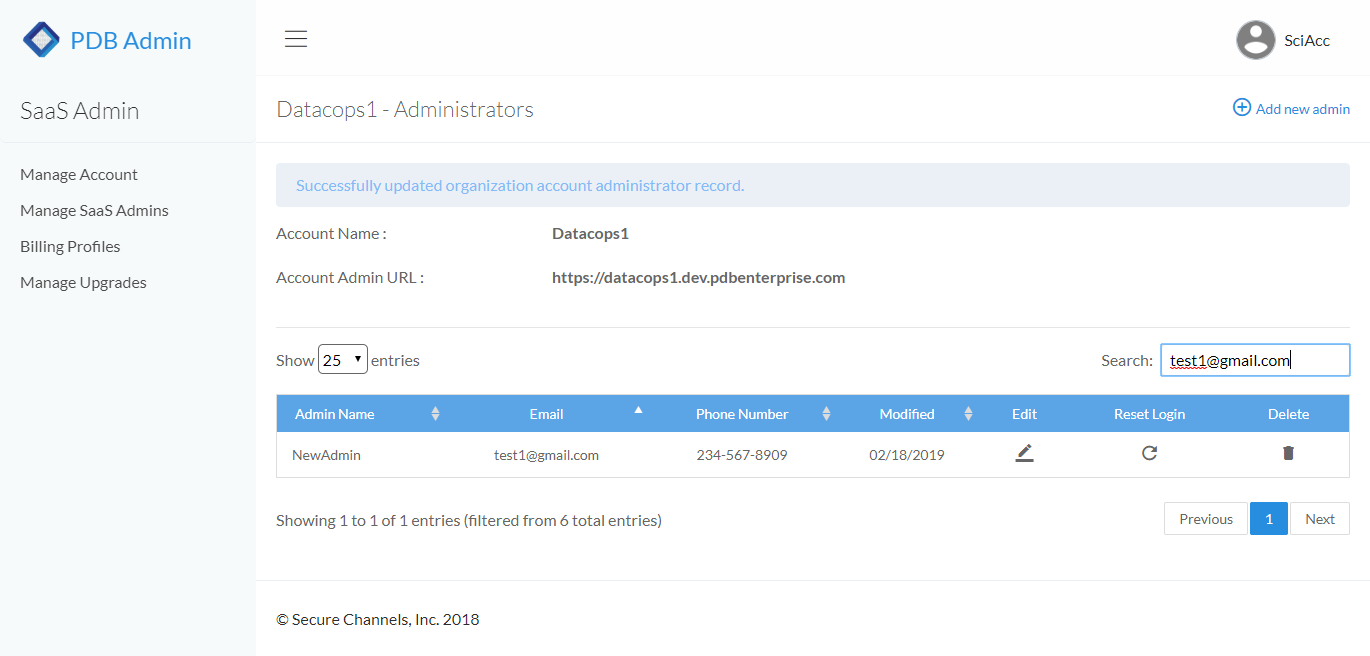 PDB Admin
SciAcc
SaaS Admin
Manage Account
Manage SaaS Admins
Billing Profiles
Manage Upgrades
Datacops1 - Administrators
Add new admin
Successfully updated organization account administrator record.
Account Name : Datacops1
Account Admin URL : https://datacops1.dev.pdbenterprise.com
Show 25 entries Search: test1@gmail.com
Admin Name Email Phone Number Modified Edit Reset Login Delete
NewAdmin test1@gmail.com 234-567-8909 02/18/2019
Showing 1 to 1 of 1 entries (filtered from 6 total entries) Previous 1 Next
© Secure Channels, Inc. 2018